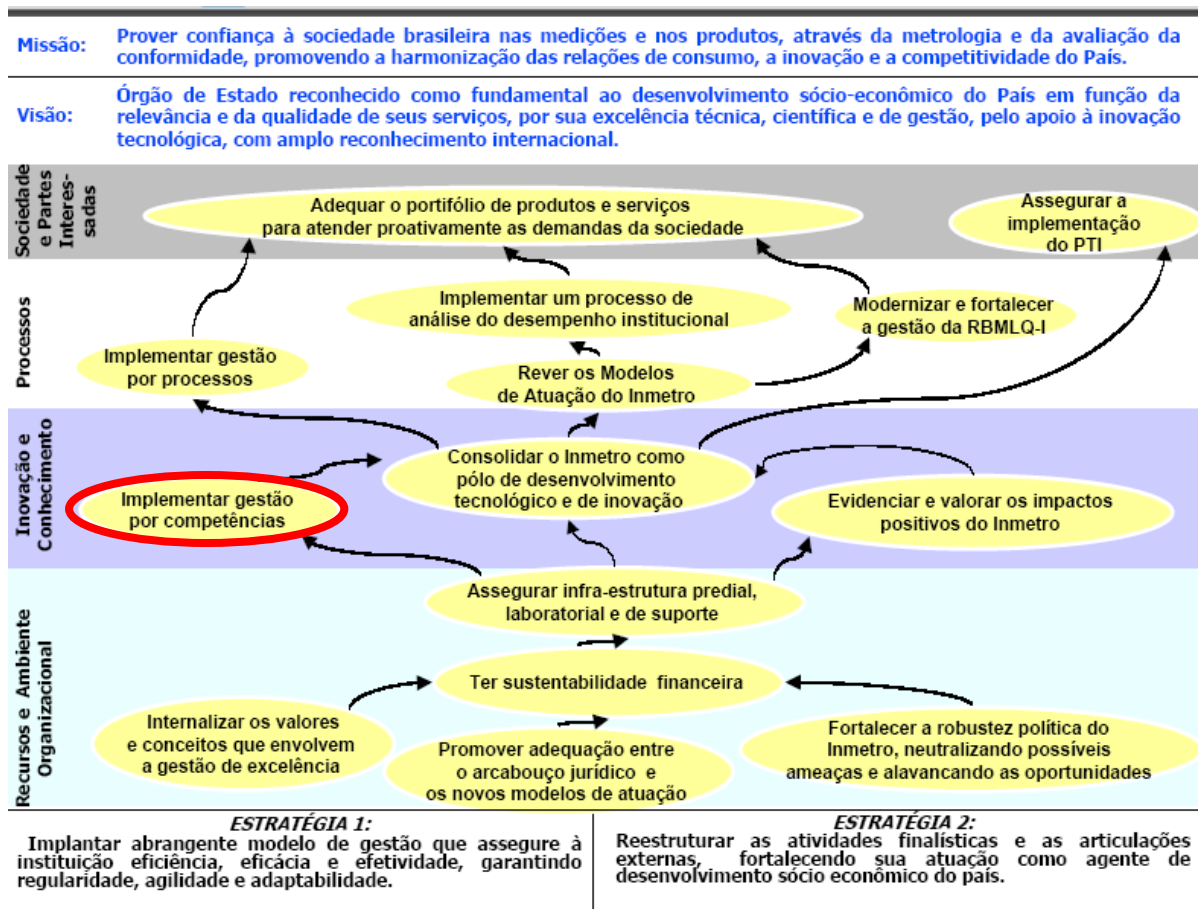 Missão:
Prover confiança à sociedade brasileira nas medições e nos produtos, através da metrologia e da avaliação da
conformidade, promovendo a harmonização das relações de consumo, a inovação e a competitividade do País.
Visão:
Órgão de Estado reconhecido como fundamental ao desenvolvimento sócio-econômico do País em função da
relevância e da qualidade de seus serviços, por sua excelência técnica, científica e de gestão, pelo apoio à inovação
tecnológica, com amplo reconhecimento internacional.
Sociedade
e Partes
Interes-
sadas
Adequar o portifólio de produtos e serviços
para atender proativamente as demandas da sociedade
Assegurar a
implementação
do PTI
Processos
Implementar um processo de
análise do desempenho institucional
Modernizar e fortalecer
a gestão da RBMLQ-I
Implementar gestão
por processos
Rever os Modelos
de Atuação do Inmetro
Inovação e
Conhecimento
Consolidar o Inmetro como
pólo de desenvolvimento
tecnológico e de inovação
Implementar gestão
por competências
Evidenciar e valorar os impactos
positivos do Inmetro
Recursos e Ambiente
Organizacional
Assegurar infra-estrutura predial,
laboratorial e de suporte
Ter sustentabilidade financeira
Internalizar os valores
e conceitos que envolvem
a gestão de excelência
Promover adequação entre
o arcabouço jurídico e
os novos modelos de atuação
Fortalecer a robustez política do
Inmetro, neutralizando possíveis
ameaças e alavancando as oportunidades
ESTRATÉGIA 1:
Implantar abrangente modelo de gestão que assegure à
instituição eficiência, eficácia e efetividade, garantindo
regularidade, agilidade e adaptabilidade.
ESTRATÉGIA 2:
Reestruturar as atividades finalísticas e as articulações
externas, fortalecendo sua atuação como agente de
desenvolvimento sócio econômico do país.